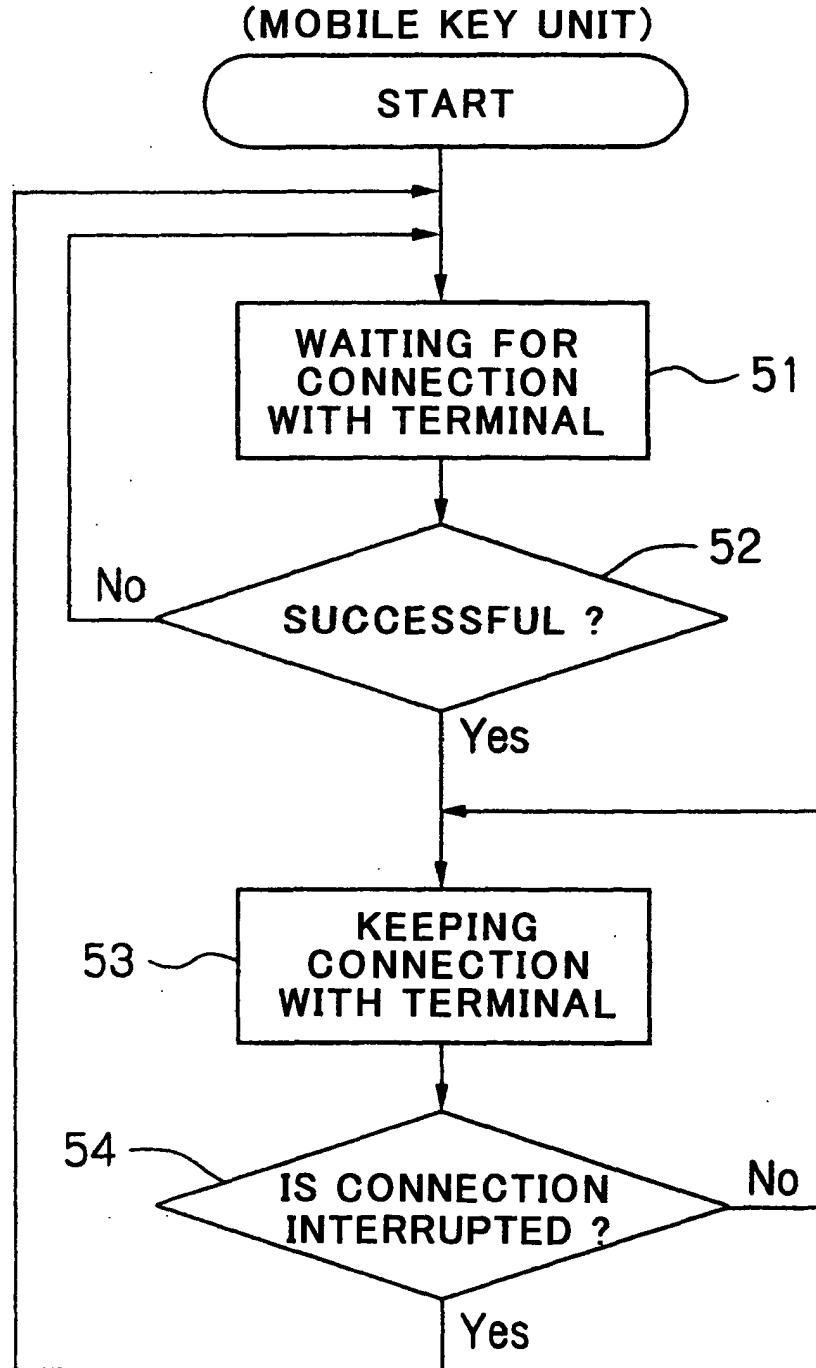 (MOBILE KEY UNIT)
START
WAITING FOR
CONNECTION
WITH TERMINAL
51
52
No
SUCCESSFUL ?
Yes
KEEPING
CONNECTION
WITH TERMINAL
53
54
IS CONNECTION
INTERRUPTED ?
No
Yes